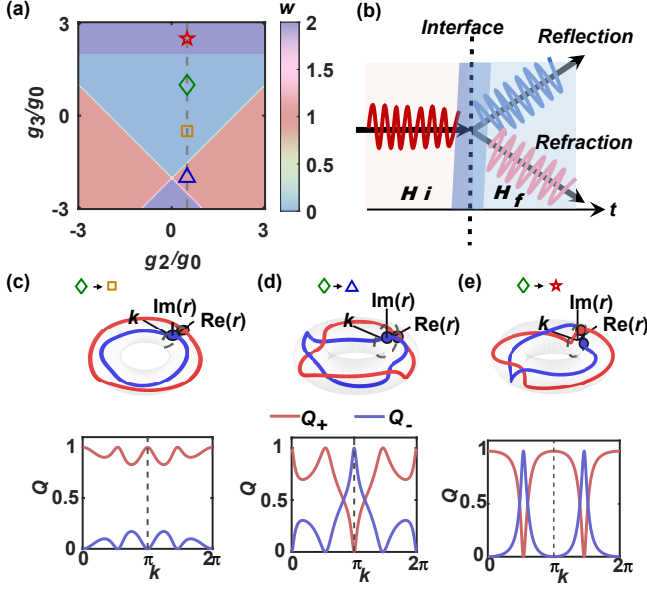 (a)
w
3
0
-3
g3/g0
-3
0
3
g2/g0
2
1.5
1
0.5
0
(b)
Interface
Reflection
Refraction
H i
H f
t
(c)
Im(r)
k
Re(r)
(d)
Im(r)
k
Re(r)
(e)
Im(r)
k
Re(r)
Q+
Q-
1
0.5
0
Q
0
π
2π
k
1
0.5
0
Q
0
π
2π
k
1
0.5
0
Q
0
π
2π
k